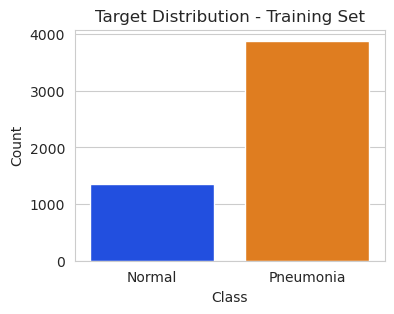 Target Distribution - Training Set
4000
3000
2000
1000
0
Count
Normal Pneumonia
Class